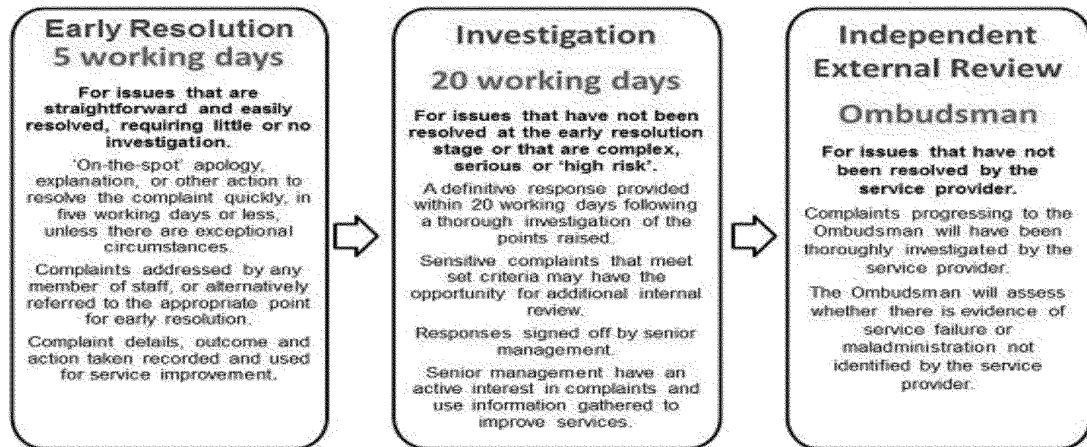 Early Resolution
5 working days
For issues that are
straightforward and easily
resolved, requiring little or no
investigation.
'On-the-spot' apology,
explanation, or other action to
resolve the complaint quickly, in
five working days or less,
unless there are exceptional
circumstances.
Complaints addressed by any
member of staff, or alternatively
referred to the appropriate point
for early resolution.
Complaint details, outcome and
action taken recorded and used
for service improvement.
Investigation
20 working days
For issues that have not been
resolved at the early resolution
stage or that are complex,
serious or 'high risk'.
A definitive response provided
within 20 working days following
a thorough investigation of the
points raised.
Sensitive complaints that meet
set criteria may have the
opportunity for additional internal
review.
Responses signed off by senior
management.
Senior management have an
active interest in complaints and
use information gathered to
improve services.
Independent
External Review
Ombudsman
For issues that have not
been resolved by the
service provider.
Complaints progressing to the
Ombudsman will have been
thoroughly investigated by the
service provider.
The Ombudsman will assess
whether there is evidence of
service failure or
maladministration not
identified by the service
provider.